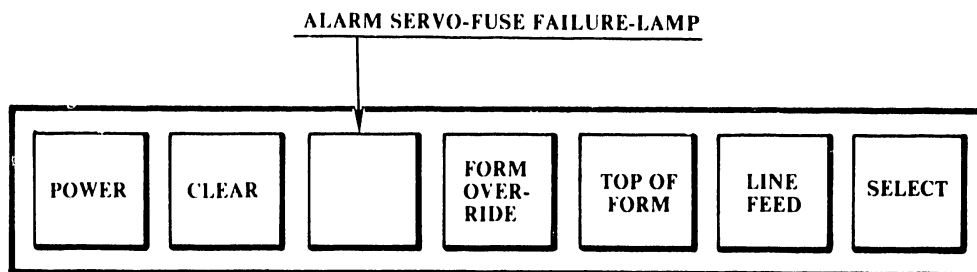 ALARM SERVO-FUSE FAILURE-LAMP
POWER
CLEAR
FORM
OVER-
RIDE
TOP OF
FORM
LINE
FEED
SELECT